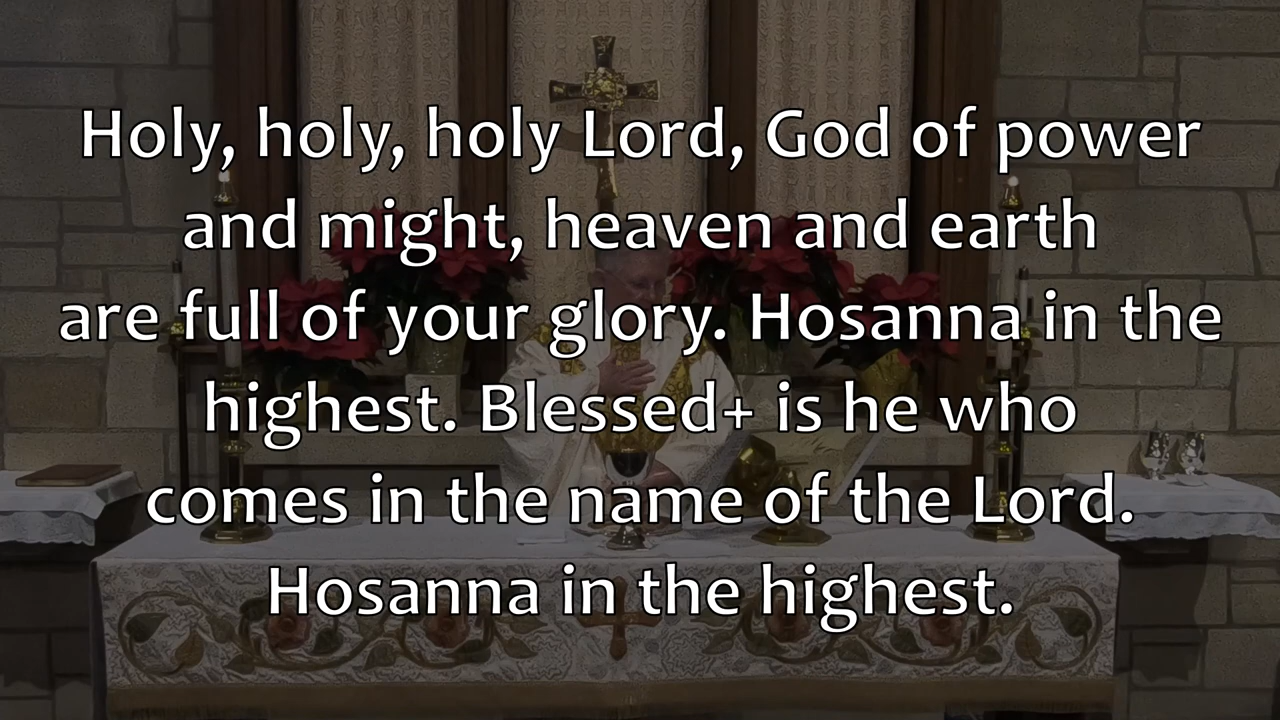 Holy, holy, holy Lord, God of power
and might, heaven and earth
are full of your glory. Hosanna in the
highest. Blessed+ is he who
comes in the name of the Lord.
Hosanna in the highest.